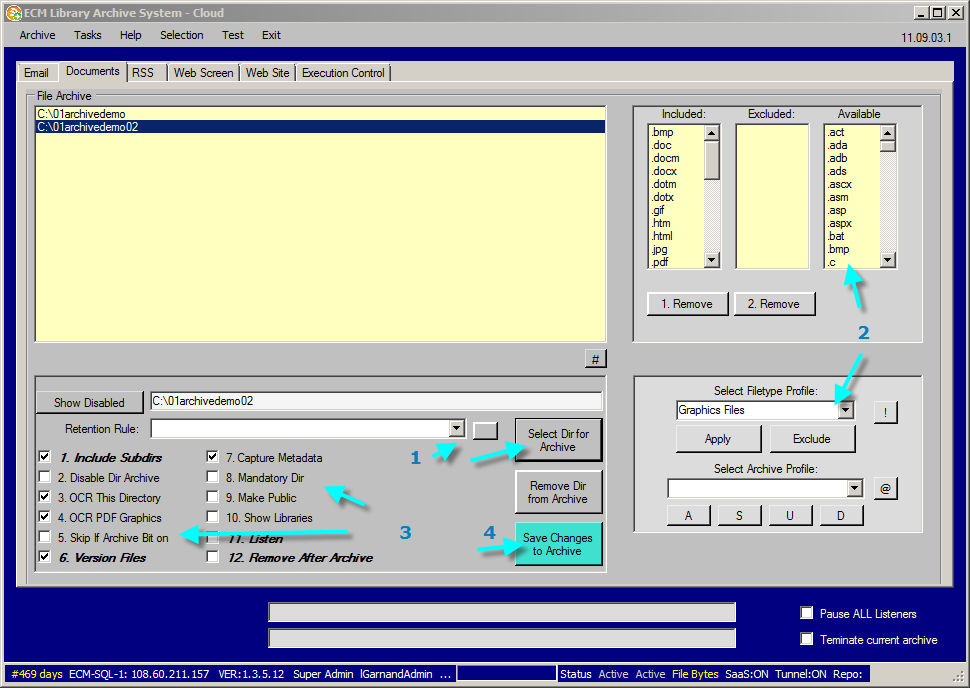 ECM Library Archive System - Cloud
Archive Tasks Help Selection Test Exit
11.09.03.1
Email Documents RSS Web Screen Web Site Execution Control
File Archive
C:\01archivedemo
C:\01archivedemo02
Included: Excluded: Available
.bmp .act
.doc .ada
.docm .adb
.docx .ads
.dotm .ascx
.dotx .asm
.gif .asp
.htm .aspx
.html .bat
.jpg .bmp
.pdf .c
1. Remove 2. Remove
2
#
Show Disabled C:\01archivedemo02
Retention Rule:
1
Select Dir for
Archive
1. Include Subdirs 7. Capture Metadata
2. Disable Dir Archive 8. Mandatory Dir
3. OCR This Directory 9. Make Public
4. OCR PDF Graphics 10. Show Libraries
5. Skip If Archive Bit on 11. Listen
6. Version Files 12. Remove After Archive
Remove Dir
from Archive
3 4
Save Changes
to Archive
Select Filetype Profile:
Graphics Files !
Apply Exclude
Select Archive Profile:
@
A S U D
Pause ALL Listeners
Teminate current archive
#469 days ECM-SQL-1: 108.60.211.157 VER:1.3.5.12 Super Admin lGarnandAdmin ... Status Active Active File Bytes SaaS:ON Tunnel:ON Repo: